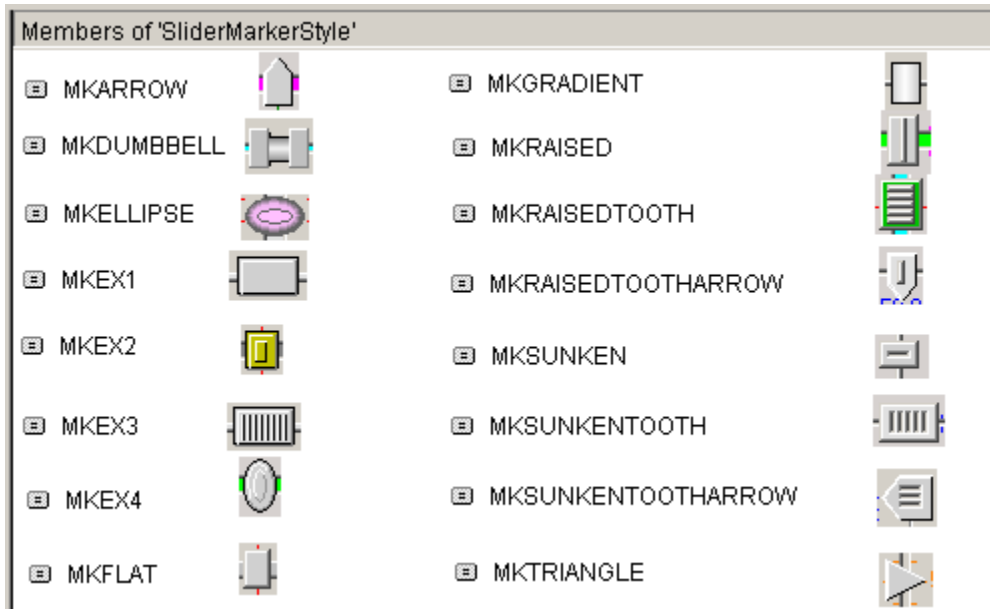 Members of 'SliderMarkerStyle'
MKARROW
MKDUMBBELL
MKELLIPSE
MKEX1
MKEX2
MKEX3
MKEX4
MKFLAT
MKGRADIENT
MKRAISED
MKRAISEDTOOTH
MKRAISEDTOOTHARROW
MKSUNKEN
MKSUNKENTOOTH
MKSUNKENTOOTHARROW
MKTRIANGLE